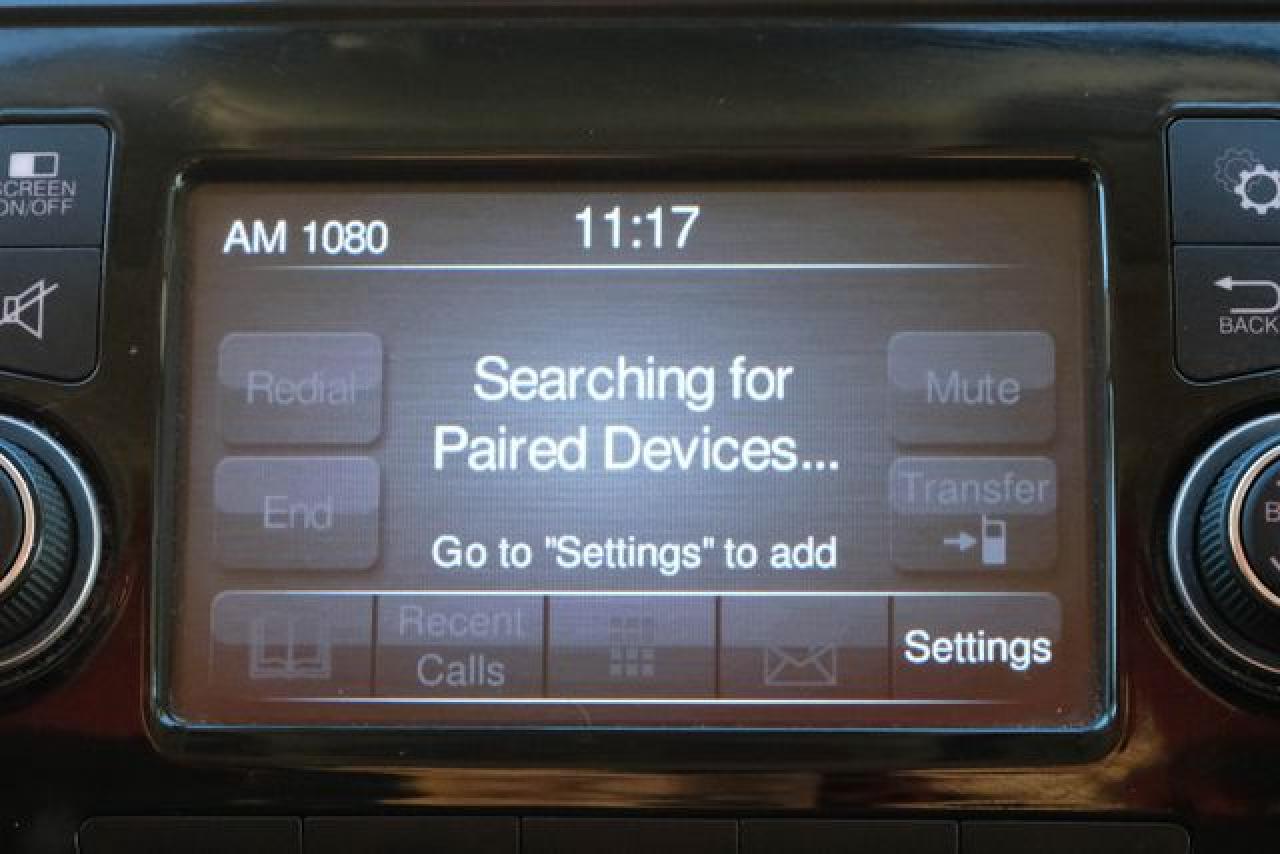 SCREEN
ON/OFF
AM 1080
11:17
Redial
Searching for
Paired Devices...
Mute
End
Go to "Settings" to add
Transfer
Recent
Calls
Settings
BACK